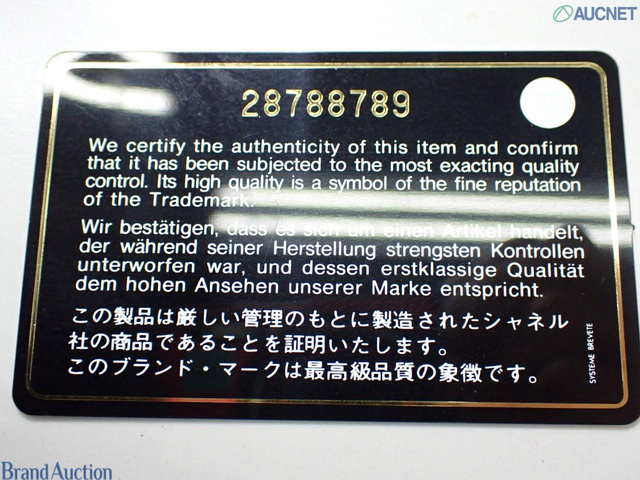 AUCNET
28788789
We certify the authenticity of this item and confirm
that it has been subjected to the most exacting quality
control. Its high quality is a symbol of the fine reputation
of the Trademark.
Wir bestätigen, dass es sich um einen Artikel handelt,
der während seiner Herstellung strengsten Kontrollen
unterworfen war, und dessen erstklassige Qualität
dem hohen Ansehen unserer Marke entspricht.
この製品は厳しい管理のもとに製造されたシャネル
社の商品であることを証明いたします。
このブランド・マークは最高級品質の象徴です。
SYSTEME BREVETE
Brand Auction